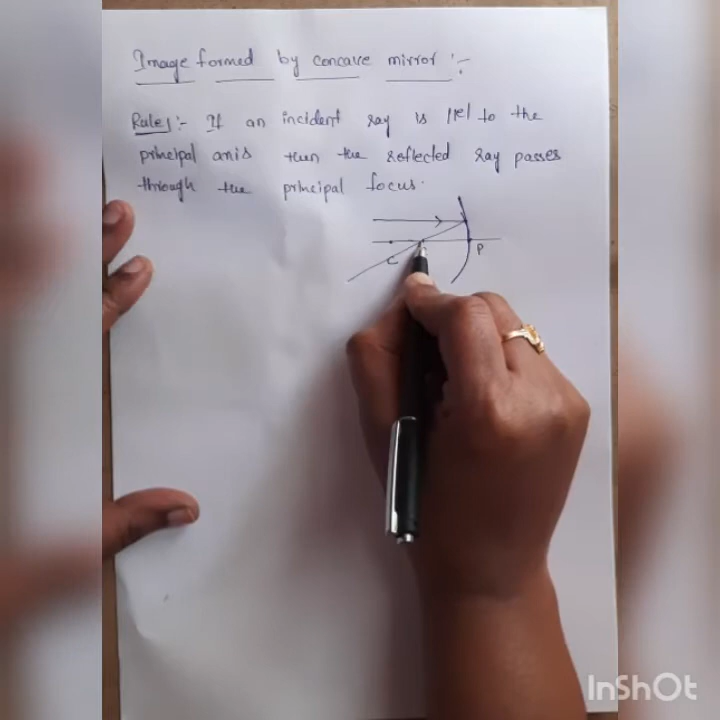 Image formed by concave mirror :-
Rules :- If an incident ray is llel to the
principal axis then the reflected ray passes
through the principal focus.
C
P
InShOt